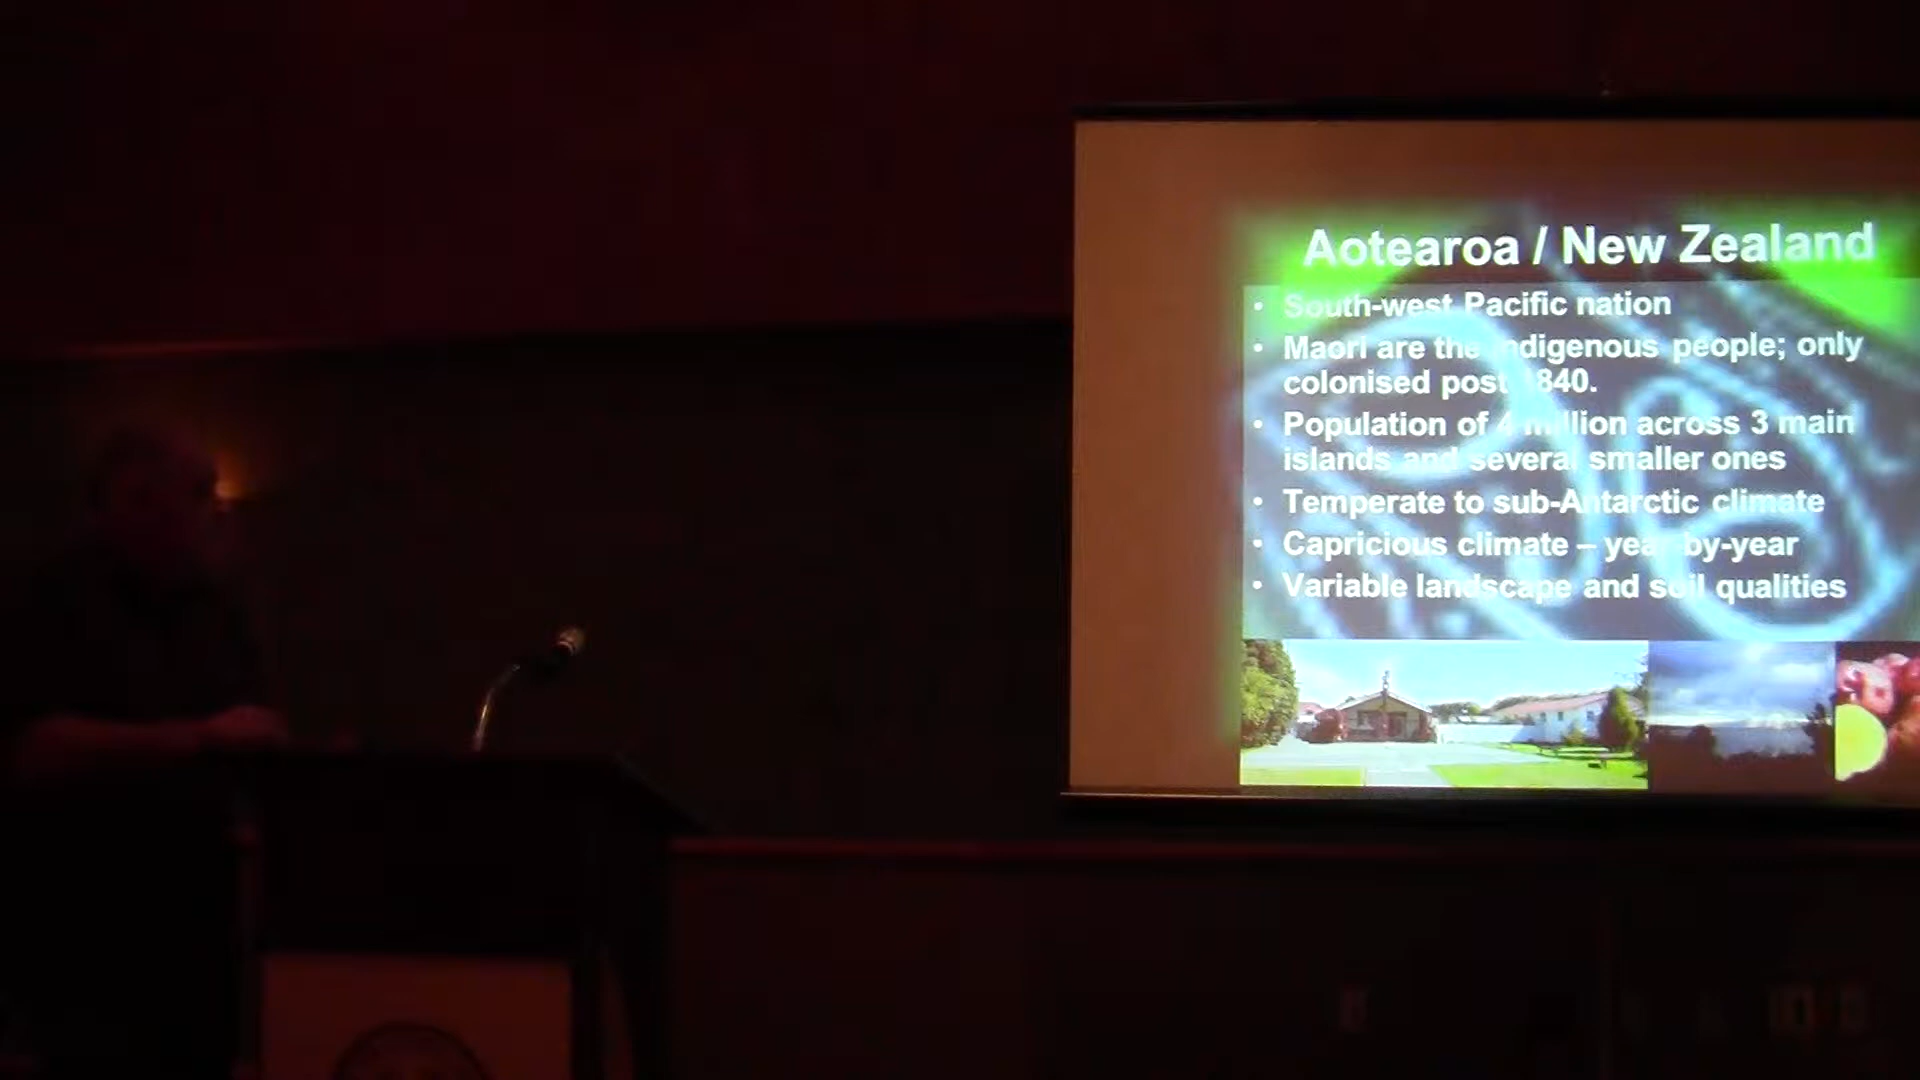 Aotearoa / New Zealand
• South-west Pacific nation
• Maori are the indigenous people; only
colonised post 1840.
• Population of 4 million across 3 main
islands and several smaller ones
• Temperate to sub-Antarctic climate
• Capricious climate – year-by-year
• Variable landscape and soil qualities